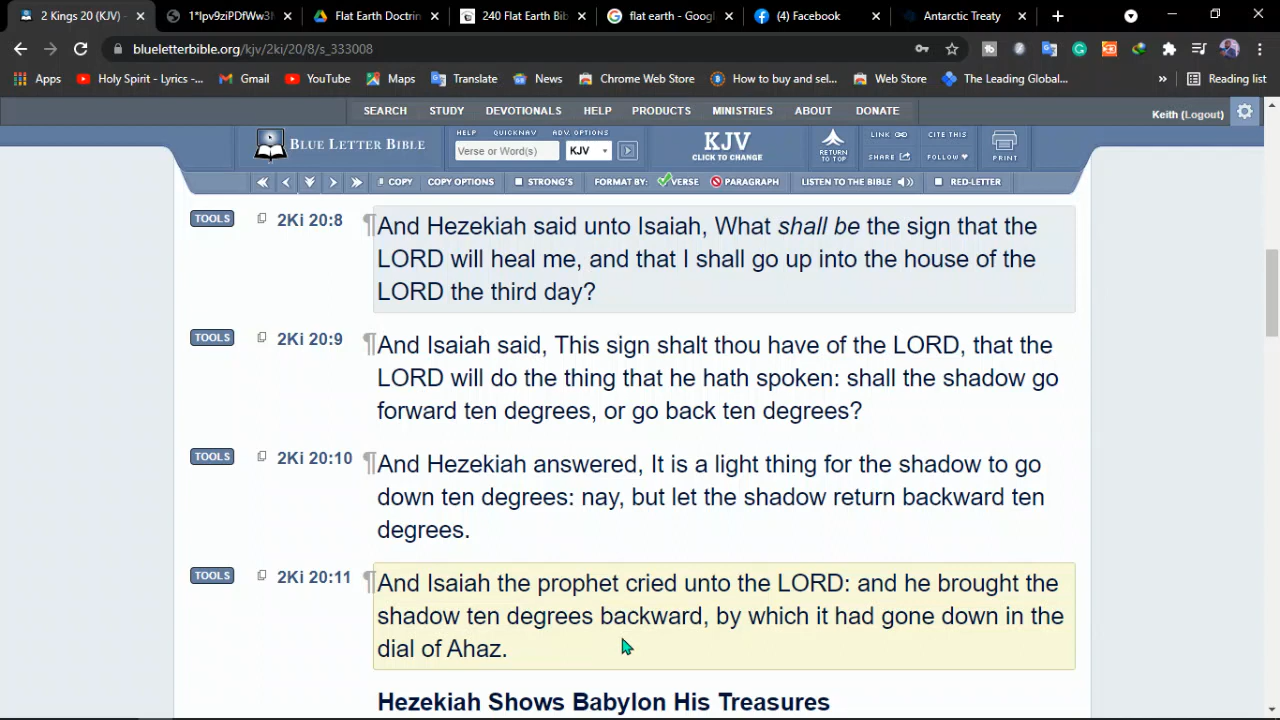 2 Kings 20 (KJV) -
1*Ipv9ziPDfWw3H
Flat Earth Doctrin
240 Flat Earth Bib
flat earth - Googl
(4) Facebook
Antarctic Treaty
blueletterbible.org/kjv/2ki/20/8/s_333008
Apps
Holy Spirit - Lyrics -...
Gmail
YouTube
Maps
Translate
News
Chrome Web Store
How to buy and sel...
Web Store
The Leading Global...
»
Reading list
SEARCH STUDY DEVOTIONALS HELP PRODUCTS MINISTRIES ABOUT DONATE
Keith (Logout)
BLUE LETTER BIBLE
HELP QUICKNAV ADV. OPTIONS
Verse or Word(s) KJV
KJV
CLICK TO CHANGE
RETURN
TO TOP
LINK
CITE THIS
SHARE
FOLLOW
PRINT
COPY COPY OPTIONS STRONG'S FORMAT BY: VERSE PARAGRAPH LISTEN TO THE BIBLE RED-LETTER
TOOLS 2Ki 20:8 ¶And Hezekiah said unto Isaiah, What shall be the sign that the
LORD will heal me, and that I shall go up into the house of the
LORD the third day?
TOOLS 2Ki 20:9 ¶And Isaiah said, This sign shalt thou have of the LORD, that the
LORD will do the thing that he hath spoken: shall the shadow go
forward ten degrees, or go back ten degrees?
TOOLS 2Ki 20:10 ¶And Hezekiah answered, It is a light thing for the shadow to go
down ten degrees: nay, but let the shadow return backward ten
degrees.
TOOLS 2Ki 20:11 ¶And Isaiah the prophet cried unto the LORD: and he brought the
shadow ten degrees backward, by which it had gone down in the
dial of Ahaz.
Hezekiah Shows Babylon His Treasures